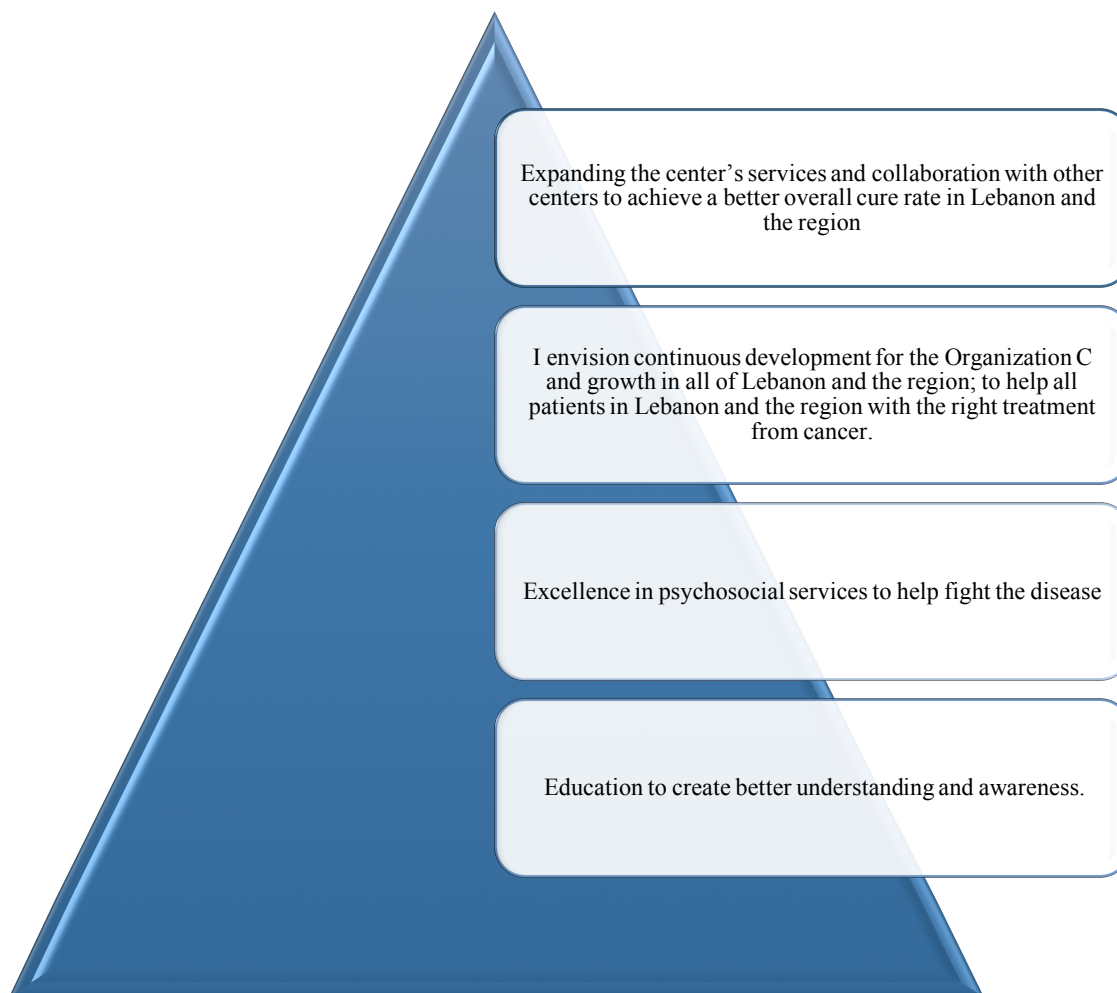 Expanding the center’s services and collaboration with other
centers to achieve a better overall cure rate in Lebanon and
the region
I envision continuous development for the Organization C
and growth in all of Lebanon and the region; to help all
patients in Lebanon and the region with the right treatment
from cancer.
Excellence in psychosocial services to help fight the disease
Education to create better understanding and awareness.